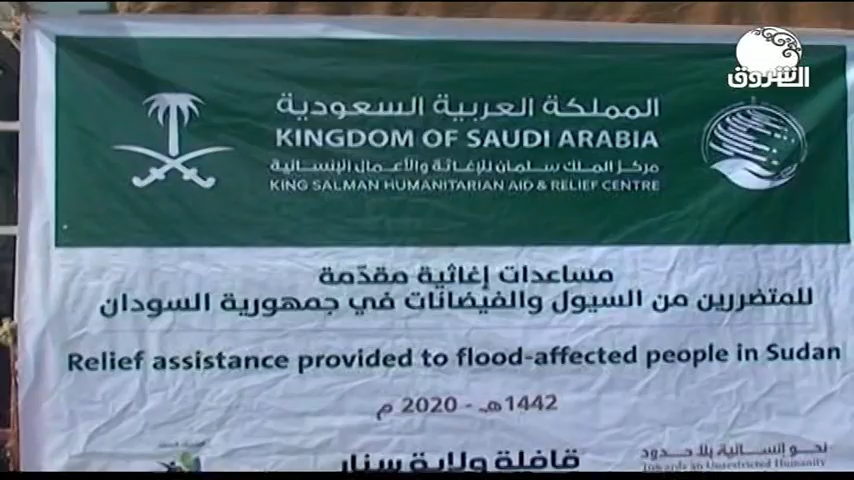 الشروق
المملكة العربية السعودية
KINGDOM OF SAUDI ARABIA
مركز الملك سلمان للإغاثة والأعمال الإنسانية
KING SALMAN HUMANITARIAN AID & RELIEF CENTRE
مساعدات إغاثية مقدّمة
للمتضررين من السيول والفيضانات في جمهورية السودان
Relief assistance provided to flood-affected people in Sudan
1442هـ - 2020 م
نحو إنسانية بلا حدود
قافلة ولاية سنار
Towards an Unrestricted Humanity